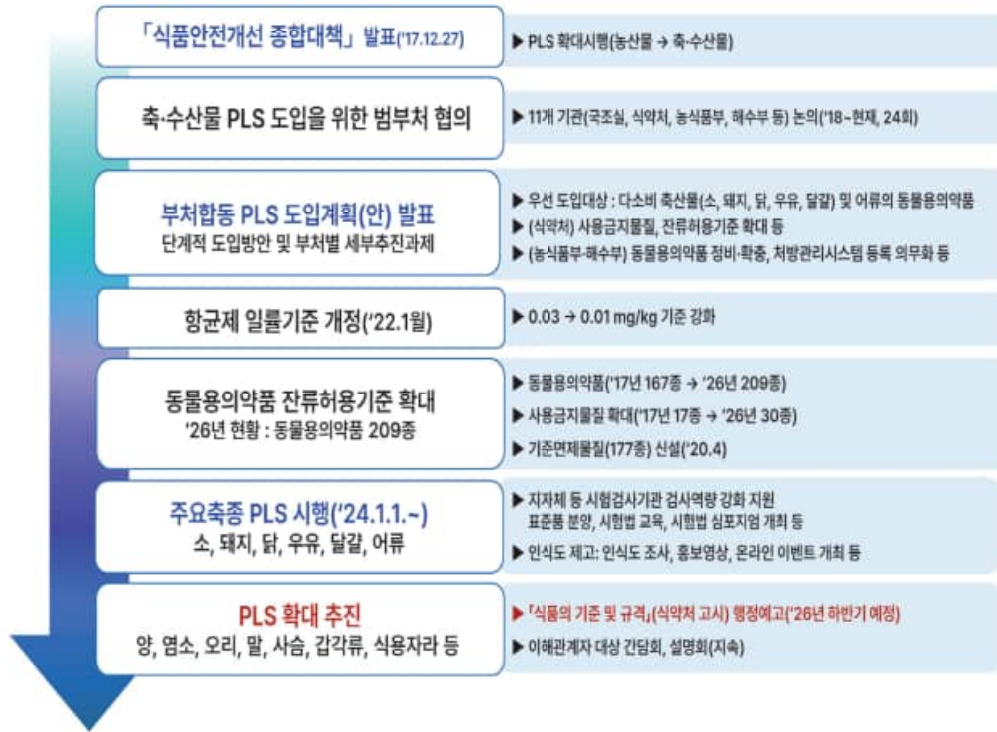 「식품안전개선 종합대책」 발표('17.12.27)
▶ PLS 확대시행(농산물 → 축·수산물)
축·수산물 PLS 도입을 위한 범부처 협의
▶ 11개 기관(국조실, 식약처, 농식품부, 해수부 등) 논의('18~현재, 24회)
부처합동 PLS 도입계획(안) 발표
단계적 도입방안 및 부처별 세부추진과제
▶ 우선 도입대상 : 다소비 축산물(소, 돼지, 닭, 우유, 달걀) 및 어류의 동물용의약품
▶ (식약처) 사용금지물질, 잔류허용기준 확대 등
▶ (농식품부·해수부) 동물용의약품 정비·확충, 처방관리시스템 등록 의무화 등
항균제 일률기준 개정('22.1월)
▶ 0.03 → 0.01 mg/kg 기준 강화
동물용의약품 잔류허용기준 확대
'26년 현황 : 동물용의약품 209종
▶ 동물용의약품('17년 167종 → '26년 209종)
▶ 사용금지물질 확대('17년 17종 → '26년 30종)
▶ 기준면제물질(177종) 신설('20.4)
주요축종 PLS 시행('24.1.1.~)
소, 돼지, 닭, 우유, 달걀, 어류
▶ 지자체 등 시험검사기관 검사역량 강화 지원
표준품 분양, 시험법 교육, 시험법 심포지엄 개최 등
▶ 인식도 제고: 인식도 조사, 홍보영상, 온라인 이벤트 개최 등
PLS 확대 추진
양, 염소, 오리, 말, 사슴, 갑각류, 식용자라 등
▶ 「식품의 기준 및 규격」(식약처 고시) 행정예고('26년 하반기 예정)
▶ 이해관계자 대상 간담회, 설명회(지속)